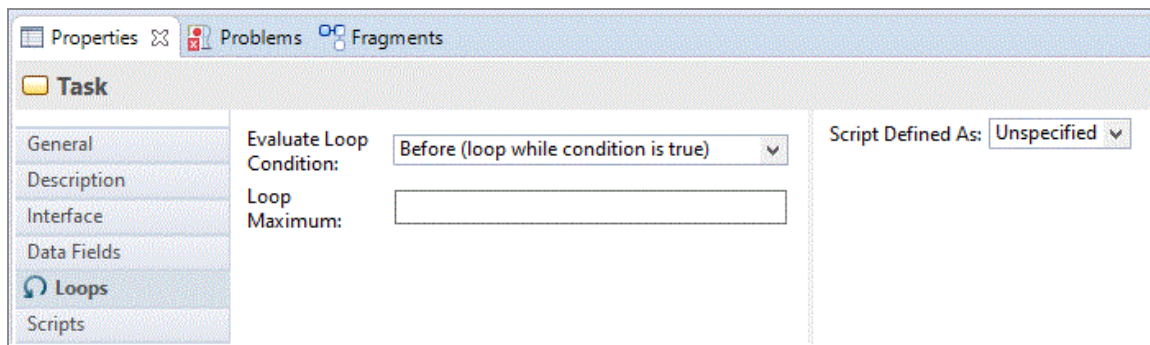 Properties Problems Fragments
Task
General
Description
Interface
Data Fields
Loops
Scripts
Evaluate Loop
Condition:
Before (loop while condition is true)
Loop
Maximum:
Script Defined As: Unspecified